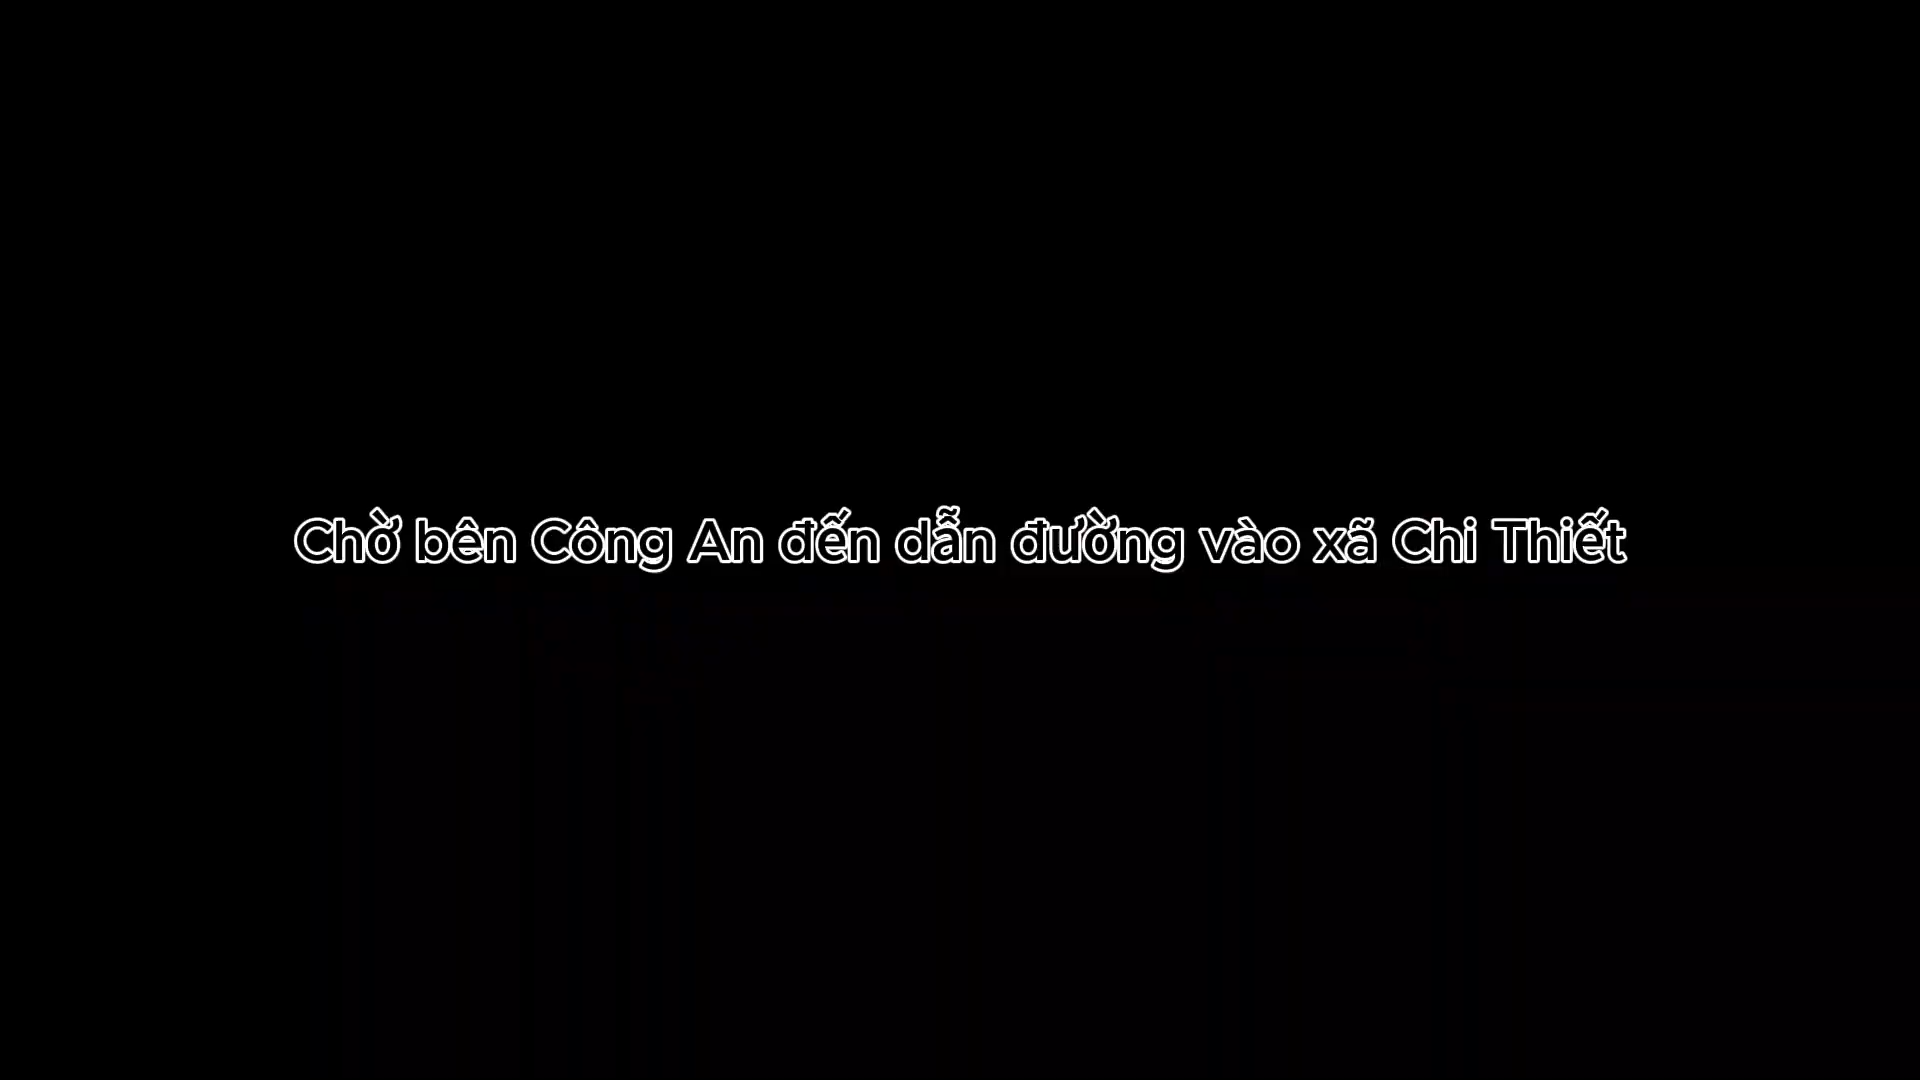 Chờ bên Công An đến dẫn đường vào xã Chi Thiết